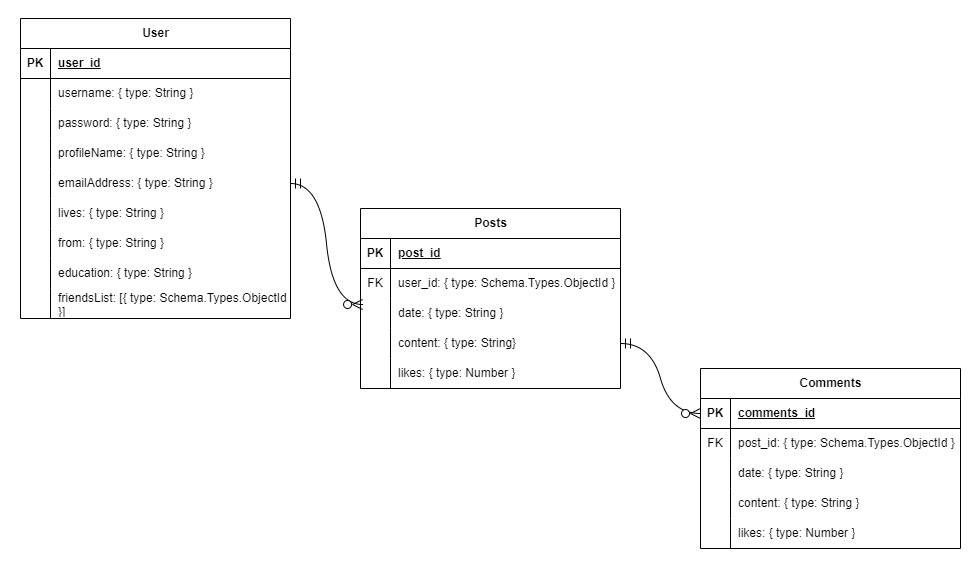 User
PK user_id
username: { type: String }
password: { type: String }
profileName: { type: String }
emailAddress: { type: String }
lives: { type: String }
from: { type: String }
education: { type: String }
friendsList: [{ type: Schema.Types.ObjectId
}]
Posts
PK post_id
FK user_id: { type: Schema.Types.ObjectId }
date: { type: String }
content: { type: String}
likes: { type: Number }
Comments
PK comments_id
FK post_id: { type: Schema.Types.ObjectId }
date: { type: String }
content: { type: String }
likes: { type: Number }